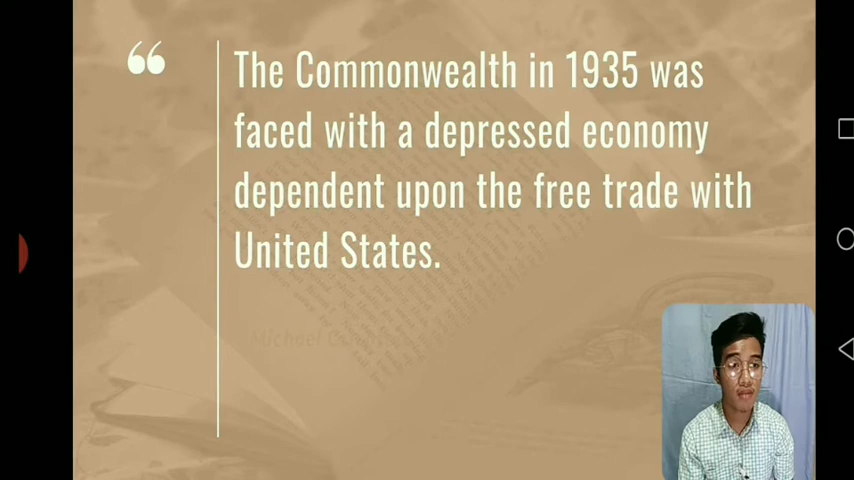 “
The Commonwealth in 1935 was
faced with a depressed economy
dependent upon the free trade with
United States.